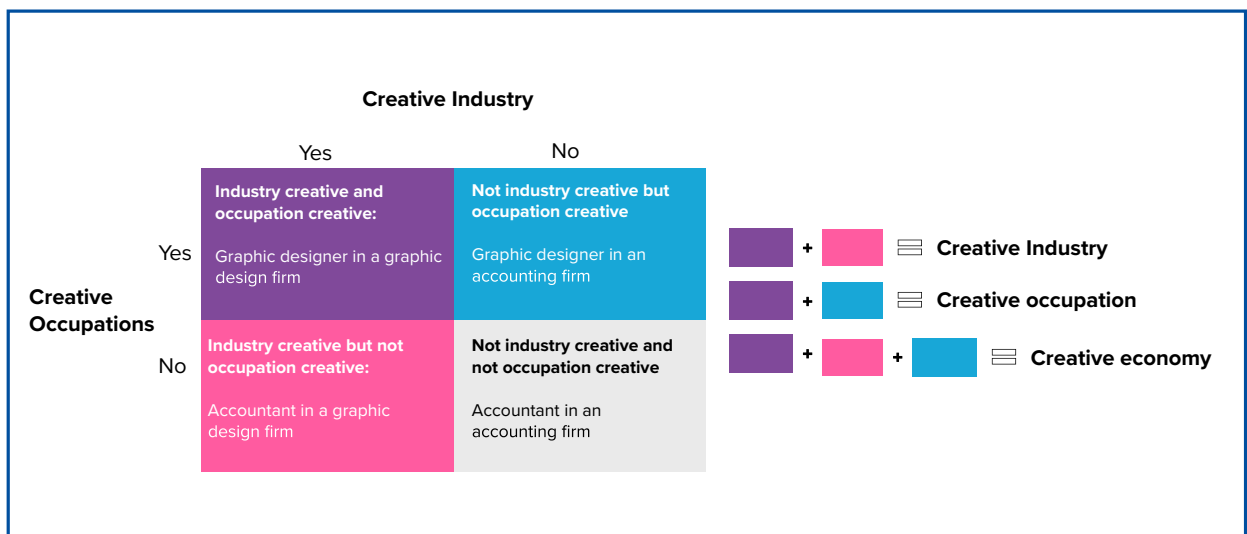 Creative Industry
Yes
No
Creative
Occupations
Yes
Industry creative and
occupation creative:
Graphic designer in a graphic
design firm
Not industry creative but
occupation creative
Graphic designer in an
accounting firm
No
Industry creative but not
occupation creative:
Accountant in a graphic
design firm
Not industry creative and
not occupation creative
Accountant in an
accounting firm
+ = Creative Industry
+ = Creative occupation
+ + = Creative economy